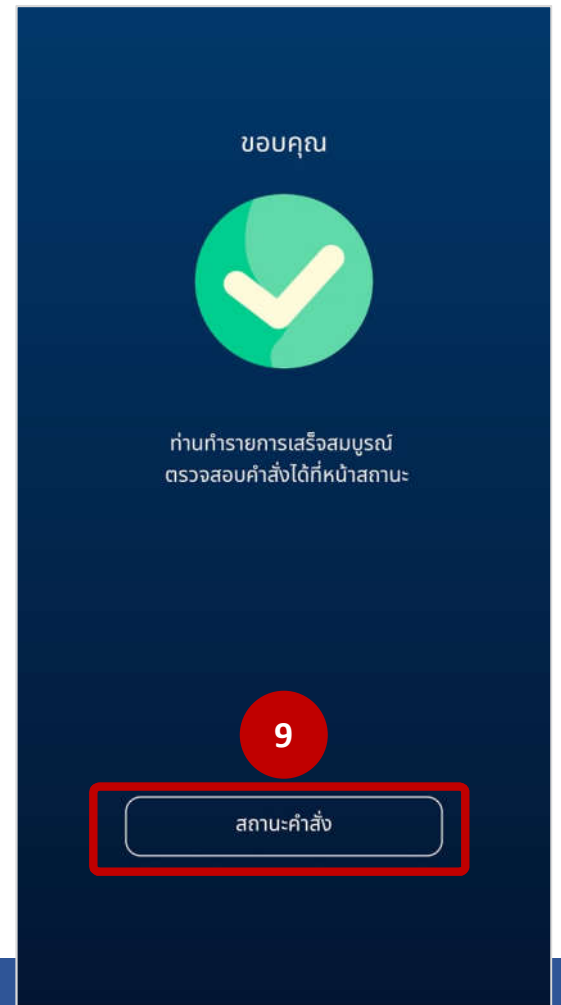 ขอบคุณ
ท่านทำรายการเสร็จสมบูรณ์
ตรวจสอบคำสั่งได้ที่หน้าสถานะ
9
สถานะคำสั่ง